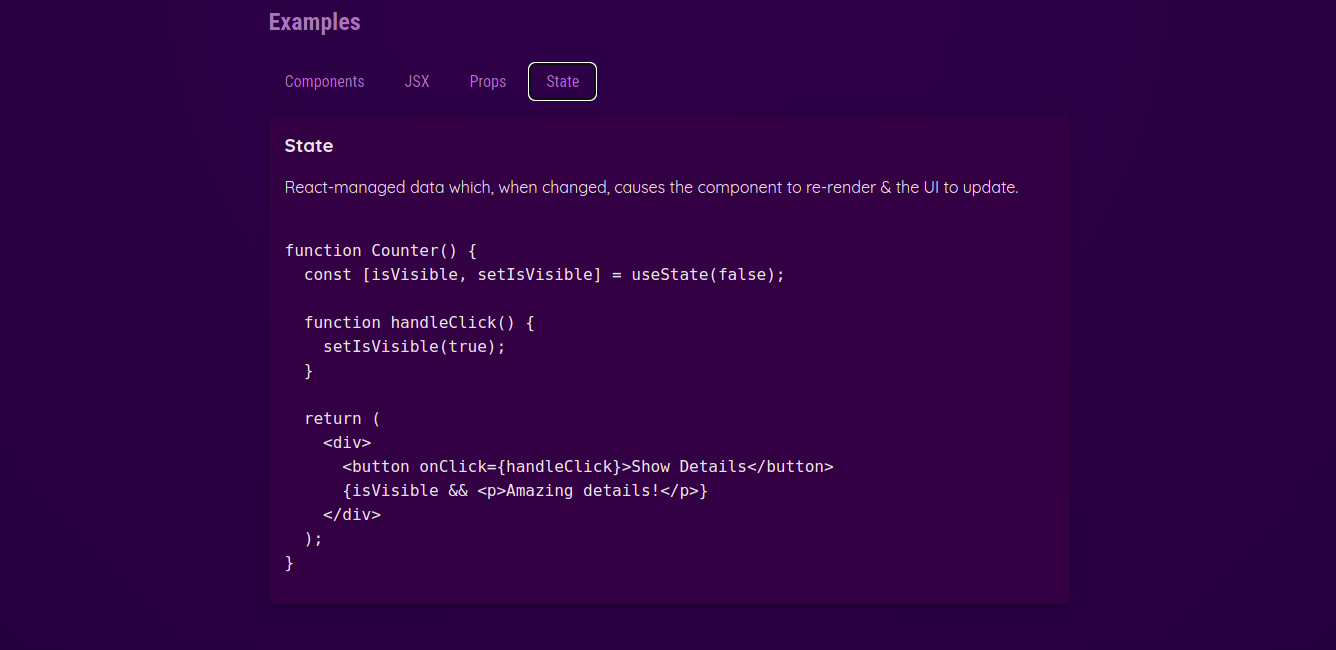 Examples
Components JSX Props State
State
React-managed data which, when changed, causes the component to re-render & the UI to update.
function Counter() {
  const [isVisible, setIsVisible] = useState(false);
  function handleClick() {
    setIsVisible(true);
  }
  return (
    <div>
      <button onClick={handleClick}>Show Details</button>
      {isVisible && <p>Amazing details!</p>}
    </div>
  );
}